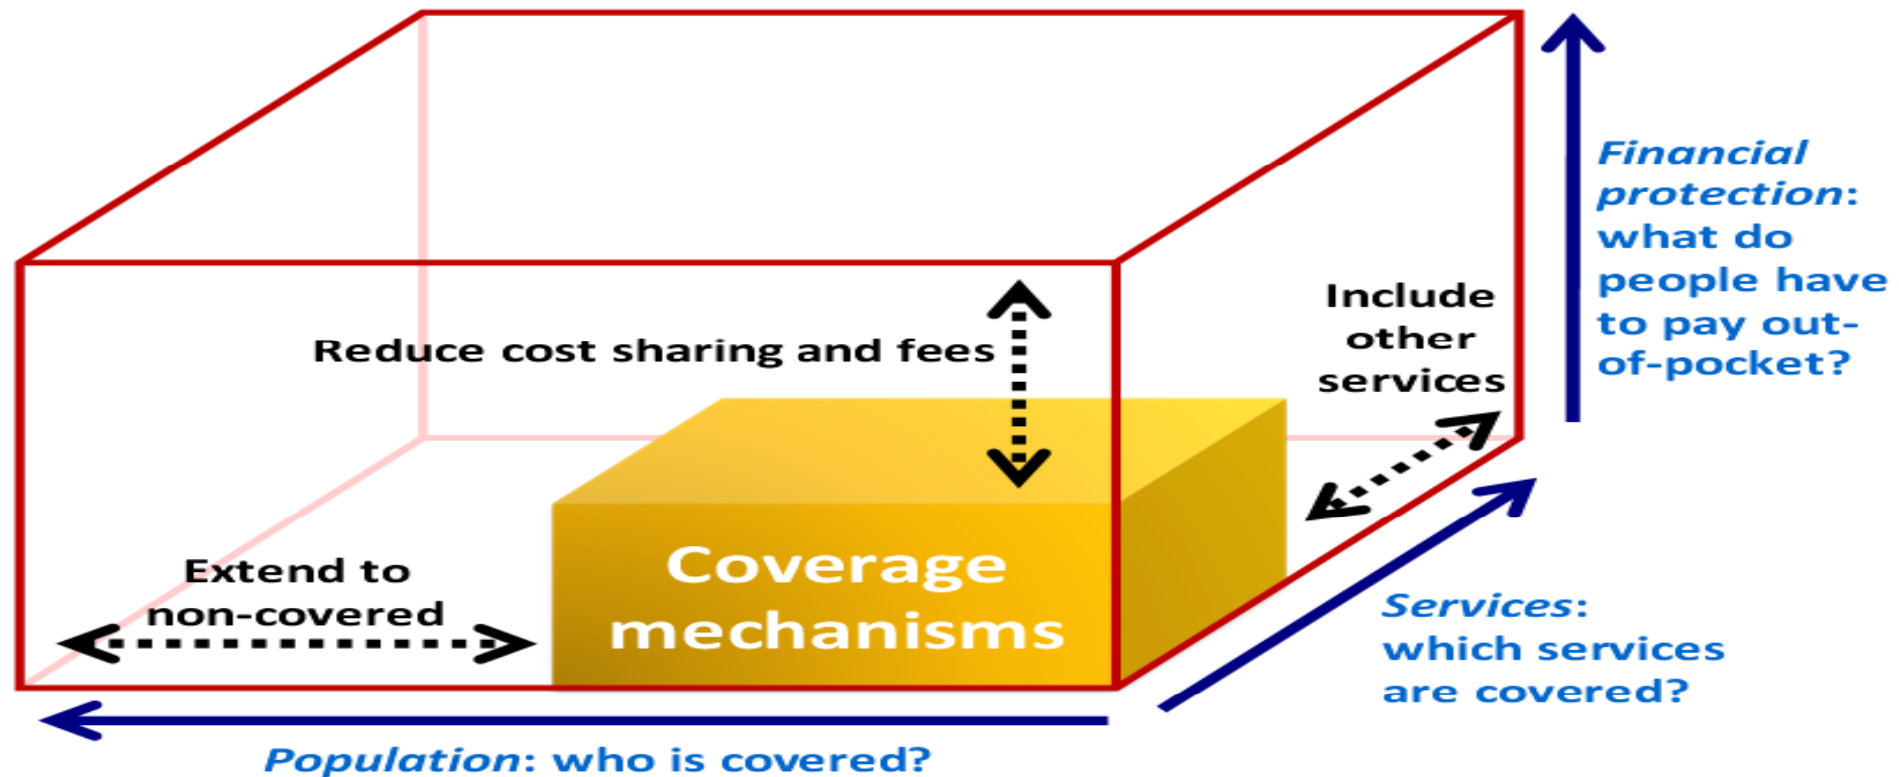 Financial
protection:
what do
people have
to pay out-
of-pocket?
Include
other
services
Reduce cost sharing and fees
Extend to
non-covered
Coverage
mechanisms
Services:
which services
are covered?
Population: who is covered?